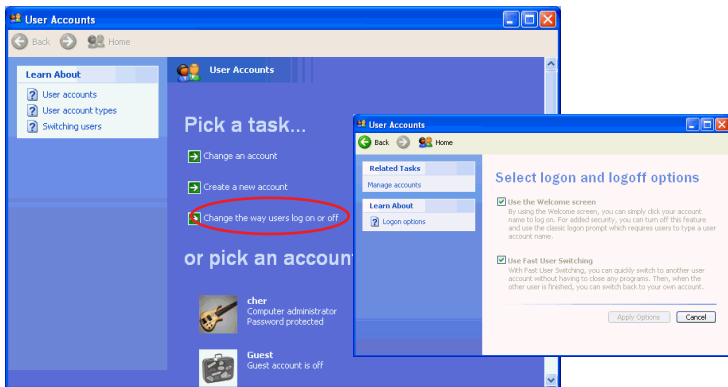 User Accounts
Back Home
Learn About
User accounts
User account types
Switching users
User Accounts
Pick a task...
Change an account
Create a new account
Change the way users log on or off
or pick an accoun
cher
Computer administrator
Password protected
Guest
Guest account is off
User Accounts
Back Home
Related Tasks
Manage accounts
Learn About
Logon options
Select logon and logoff options
Use the Welcome screen
By using the Welcome screen, you can simply click your account
name to log on. For added security, you can turn off this feature
and use the classic logon prompt which requires users to type a user
account name.
Use Fast User Switching
With Fast User Switching, you can quickly switch to another user
account without having to close any programs. Then, when the
other user is finished, you can switch back to your own account.
Apply Options Cancel